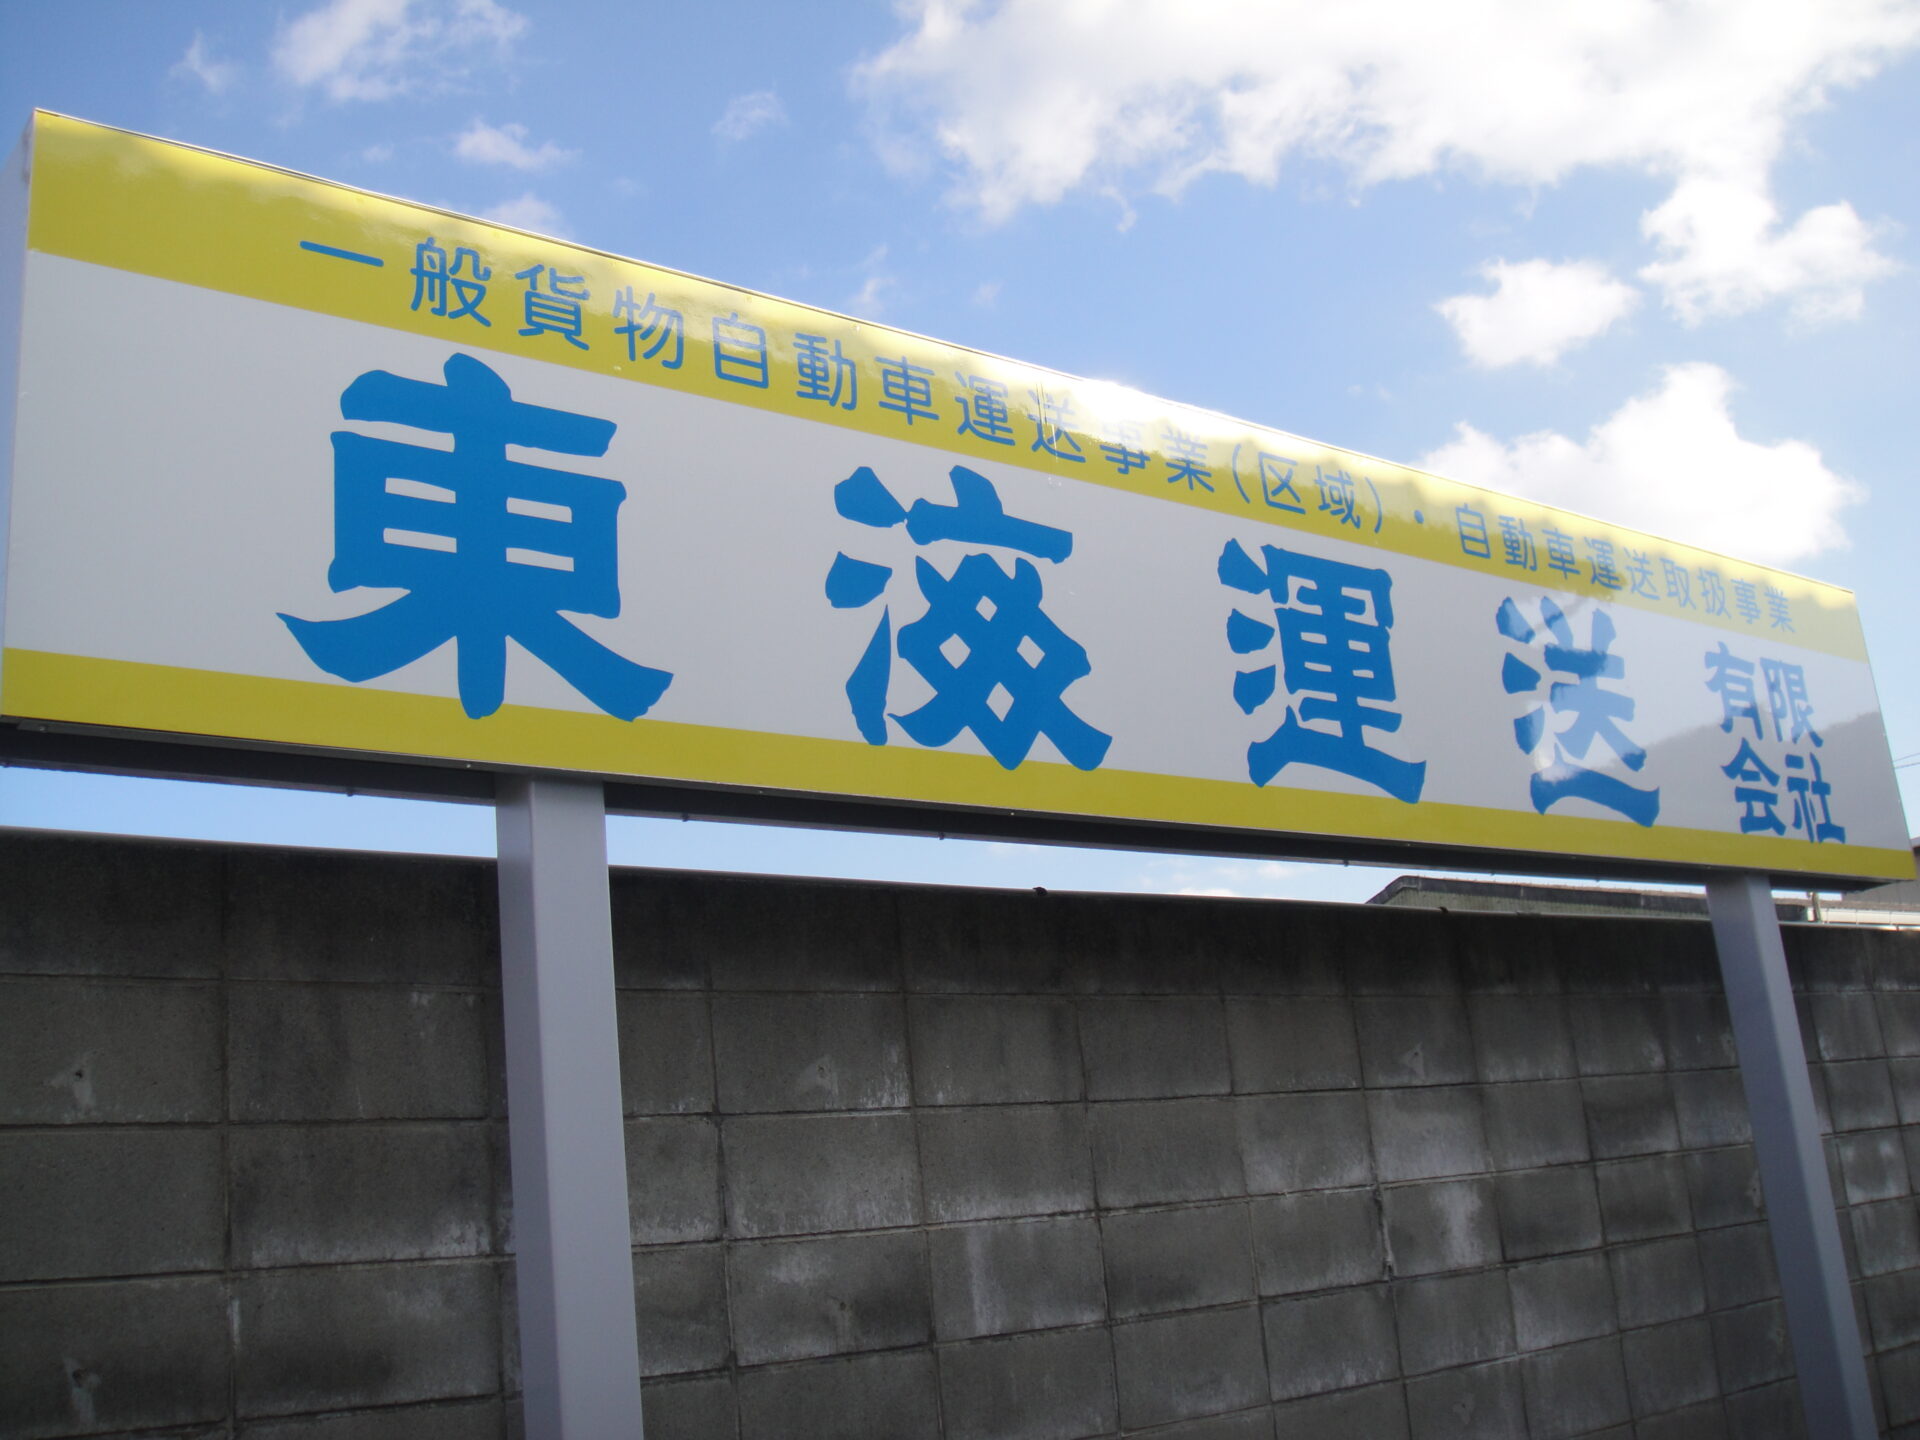 一般貨物自動車運送事業(区域)・自動車運送取扱事業
東海運送 有限会社